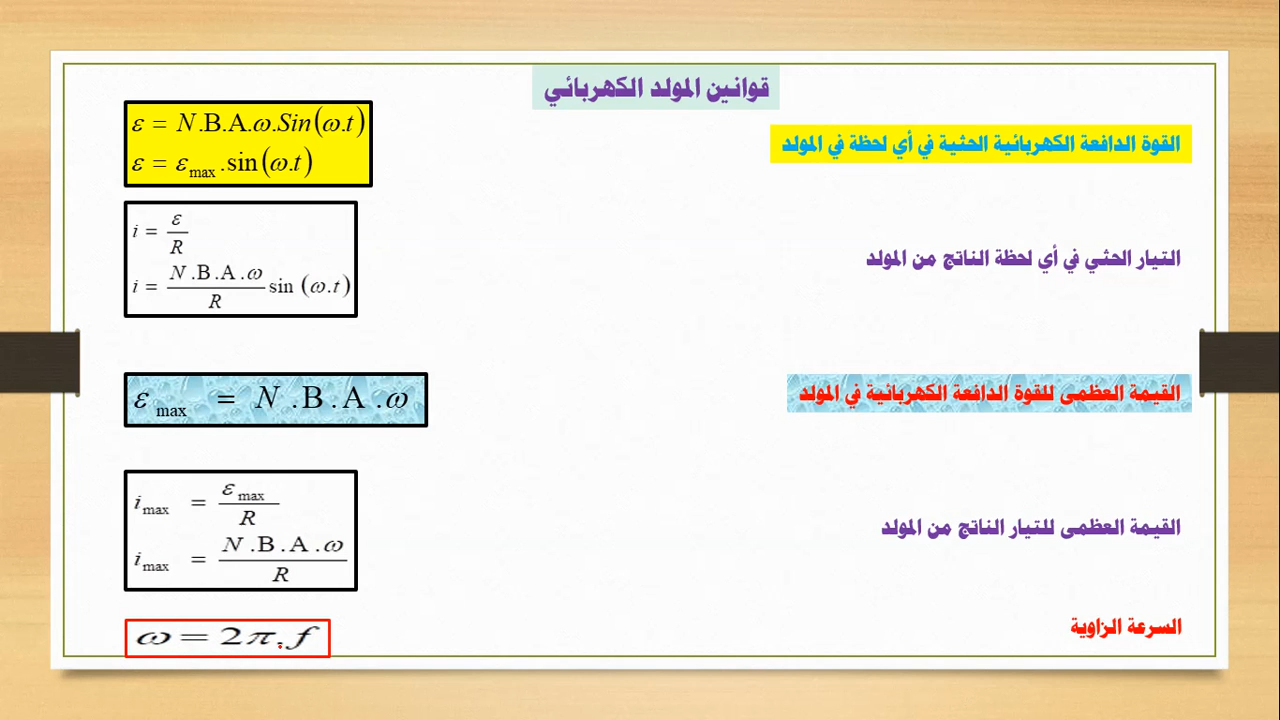 قوانين المولد الكهربائي
القوة الدافعة الكهربائية الحثية في أي لحظة في المولد
ε = N.B.A.ω.Sin(ω.t)
ε = ε max .sin(ω.t)
التيار الحثي في أي لحظة الناتج من المولد
i = ε / R
i = N.B.A.ω / R sin (ω.t)
القيمة العظمى للقوة الدافعة الكهربائية في المولد
ε max = N.B.A.ω
القيمة العظمى للتيار الناتج من المولد
i max = ε max / R
i max = N.B.A.ω / R
السرعة الزاوية
ω = 2π.f